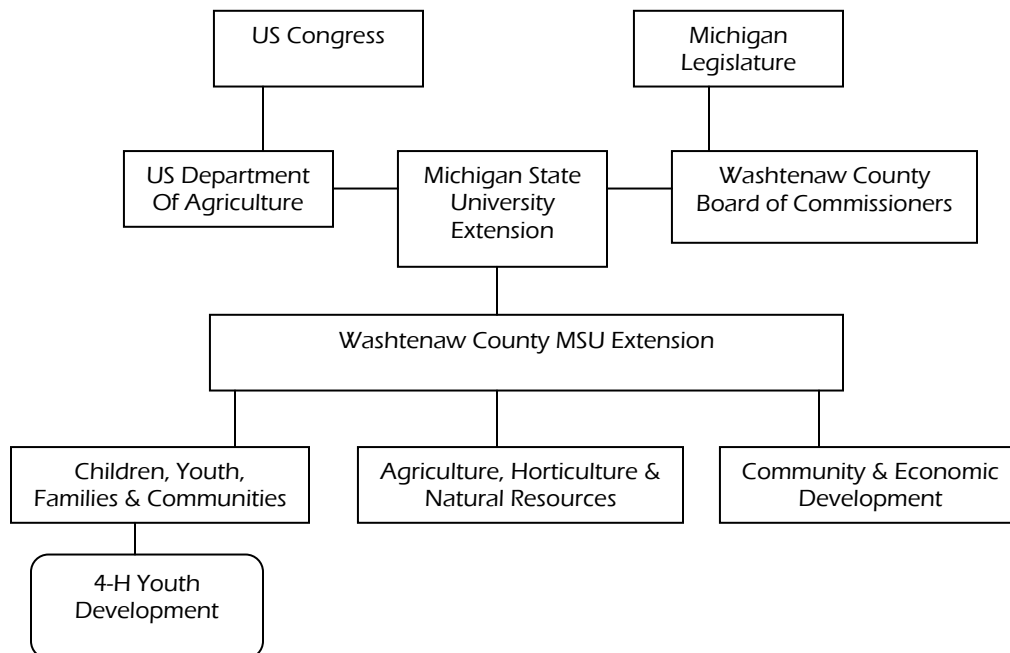 US Congress
Michigan
Legislature
US Department
Of Agriculture
Michigan State
University
Extension
Washtenaw County
Board of Commissioners
Washtenaw County MSU Extension
Children, Youth,
Families & Communities
Agriculture, Horticulture &
Natural Resources
Community & Economic
Development
4-H Youth
Development